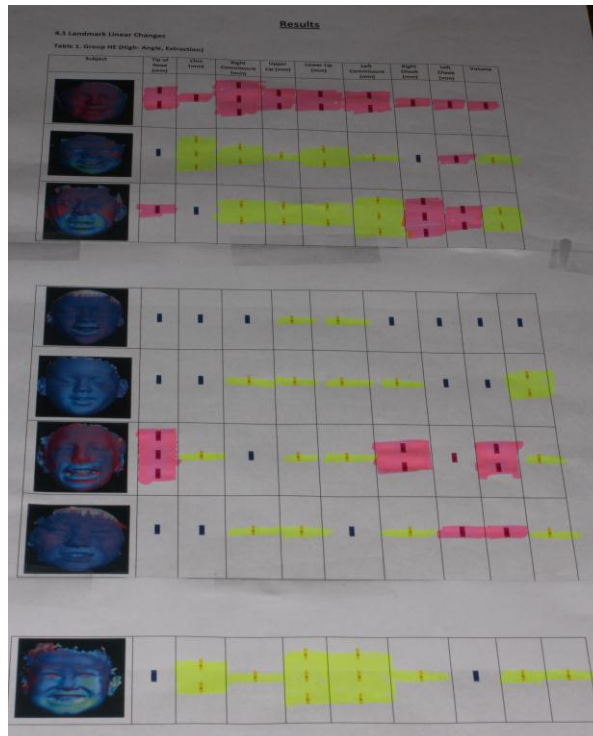 Results
4.1 Landmark Linear Changes
Table 1. Group HE (High- Angle, Extraction)
Subject
Tip of Nose (mm)
Chin (mm)
Right Commissure (mm)
Upper Lip (mm)
Lower Lip (mm)
Left Commissure (mm)
Right Cheek (mm)
Left Cheek (mm)
Volume